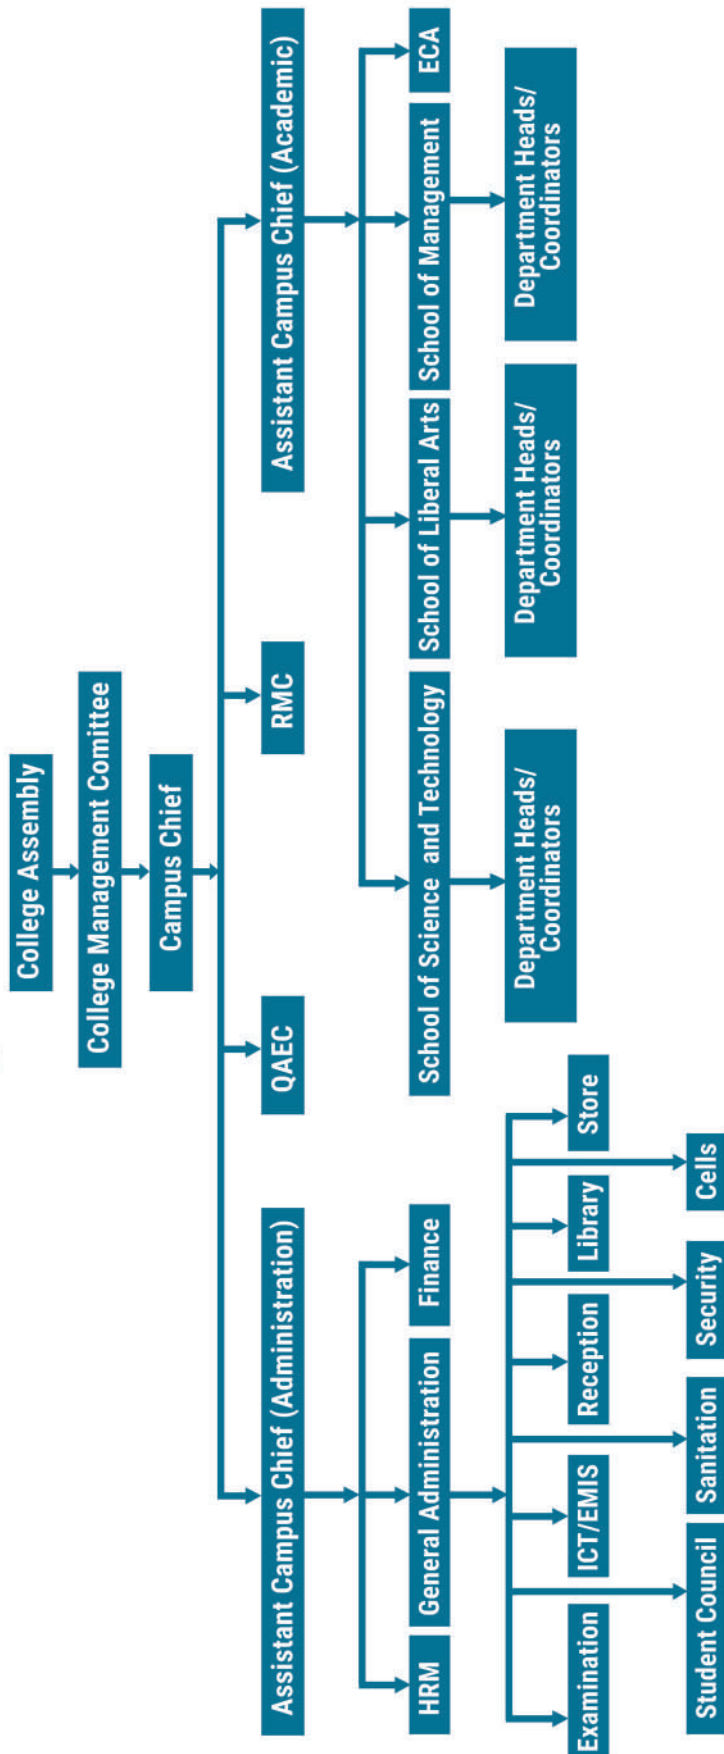 College Assembly
College Management Comittee
Campus Chief
Assistant Campus Chief (Administration)
QAEC
RMC
Assistant Campus Chief (Academic)
HRM
General Administration
Finance
School of Science and Technology
School of Liberal Arts
School of Management
ECA
Department Heads/
Coordinators
Department Heads/
Coordinators
Department Heads/
Coordinators
Examination
ICT/EMIS
Reception
Library
Store
Student Council
Sanitation
Security
Cells